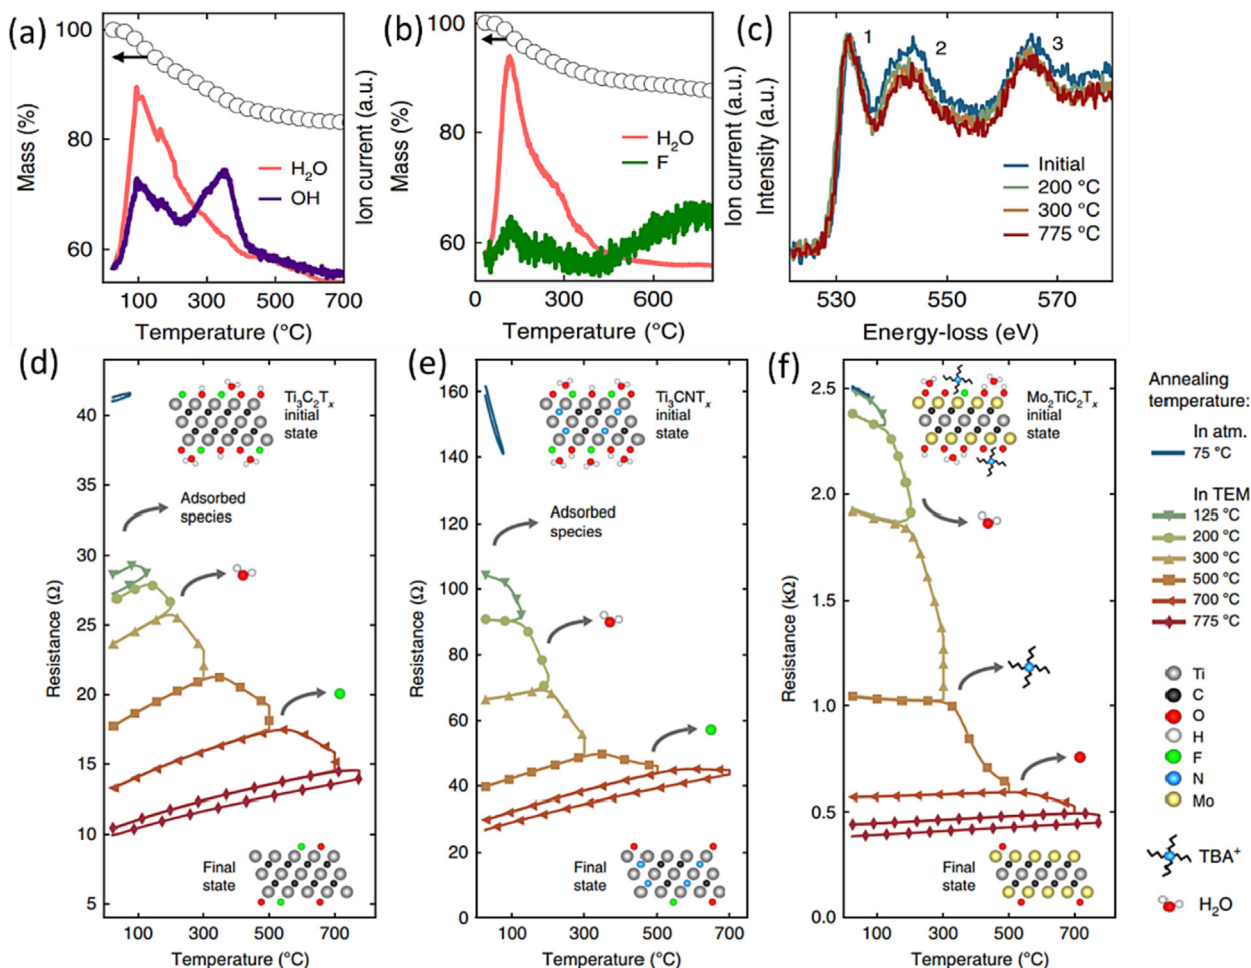 (a)
100
80
60
Mass (%)
Ion current (a.u.)
H₂O
OH
100
300
500
700
Temperature (°C)
(b)
100
80
60
Mass (%)
Ion current (a.u.)
H₂O
F
0
300
600
Temperature (°C)
(c)
1
2
3
Intensity (a.u.)
Initial
200 °C
300 °C
775 °C
530
550
570
Energy-loss (eV)
(d)
Ti₃C₂Tₓ
initial
state
Adsorbed
species
40
30
25
20
15
10
5
Resistance (Ω)
Final
state
100
300
500
700
Temperature (°C)
(e)
Ti₃CNTₓ
initial
state
Adsorbed
species
160
140
120
100
80
60
40
20
0
Resistance (Ω)
Final
state
100
300
500
700
Temperature (°C)
(f)
Mo₂TiC₂Tₓ
initial
state
2.5
2.0
1.5
1.0
0.5
0.0
Resistance (kΩ)
Final
state
100
300
500
700
Temperature (°C)
Annealing
temperature:
In atm.
75 °C
In TEM
125 °C
200 °C
300 °C
500 °C
700 °C
775 °C
Ti
C
O
H
F
N
Mo
TBA⁺
H₂O